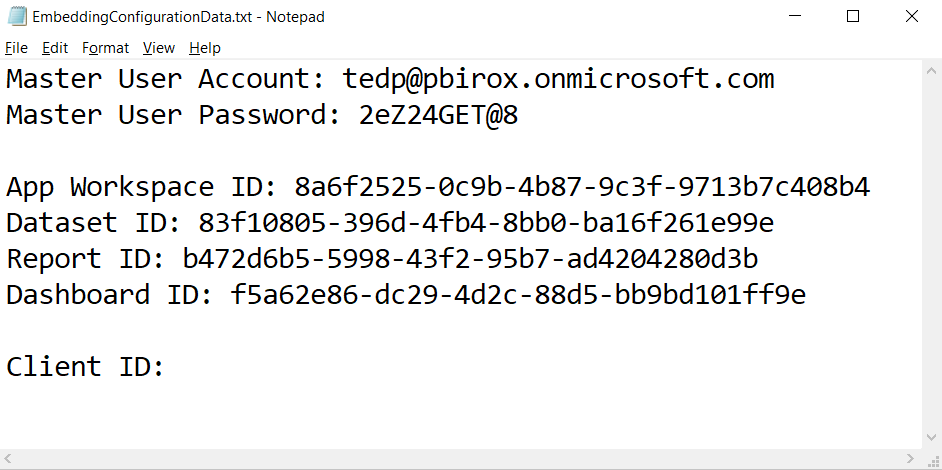 EmbeddingConfigurationData.txt - Notepad
File Edit Format View Help
Master User Account: tedp@pbirox.onmicrosoft.com
Master User Password: 2eZ24GET@8
App Workspace ID: 8a6f2525-0c9b-4b87-9c3f-9713b7c408b4
Dataset ID: 83f10805-396d-4fb4-8bb0-ba16f261e99e
Report ID: b472d6b5-5998-43f2-95b7-ad4204280d3b
Dashboard ID: f5a62e86-dc29-4d2c-88d5-bb9bd101ff9e
Client ID: